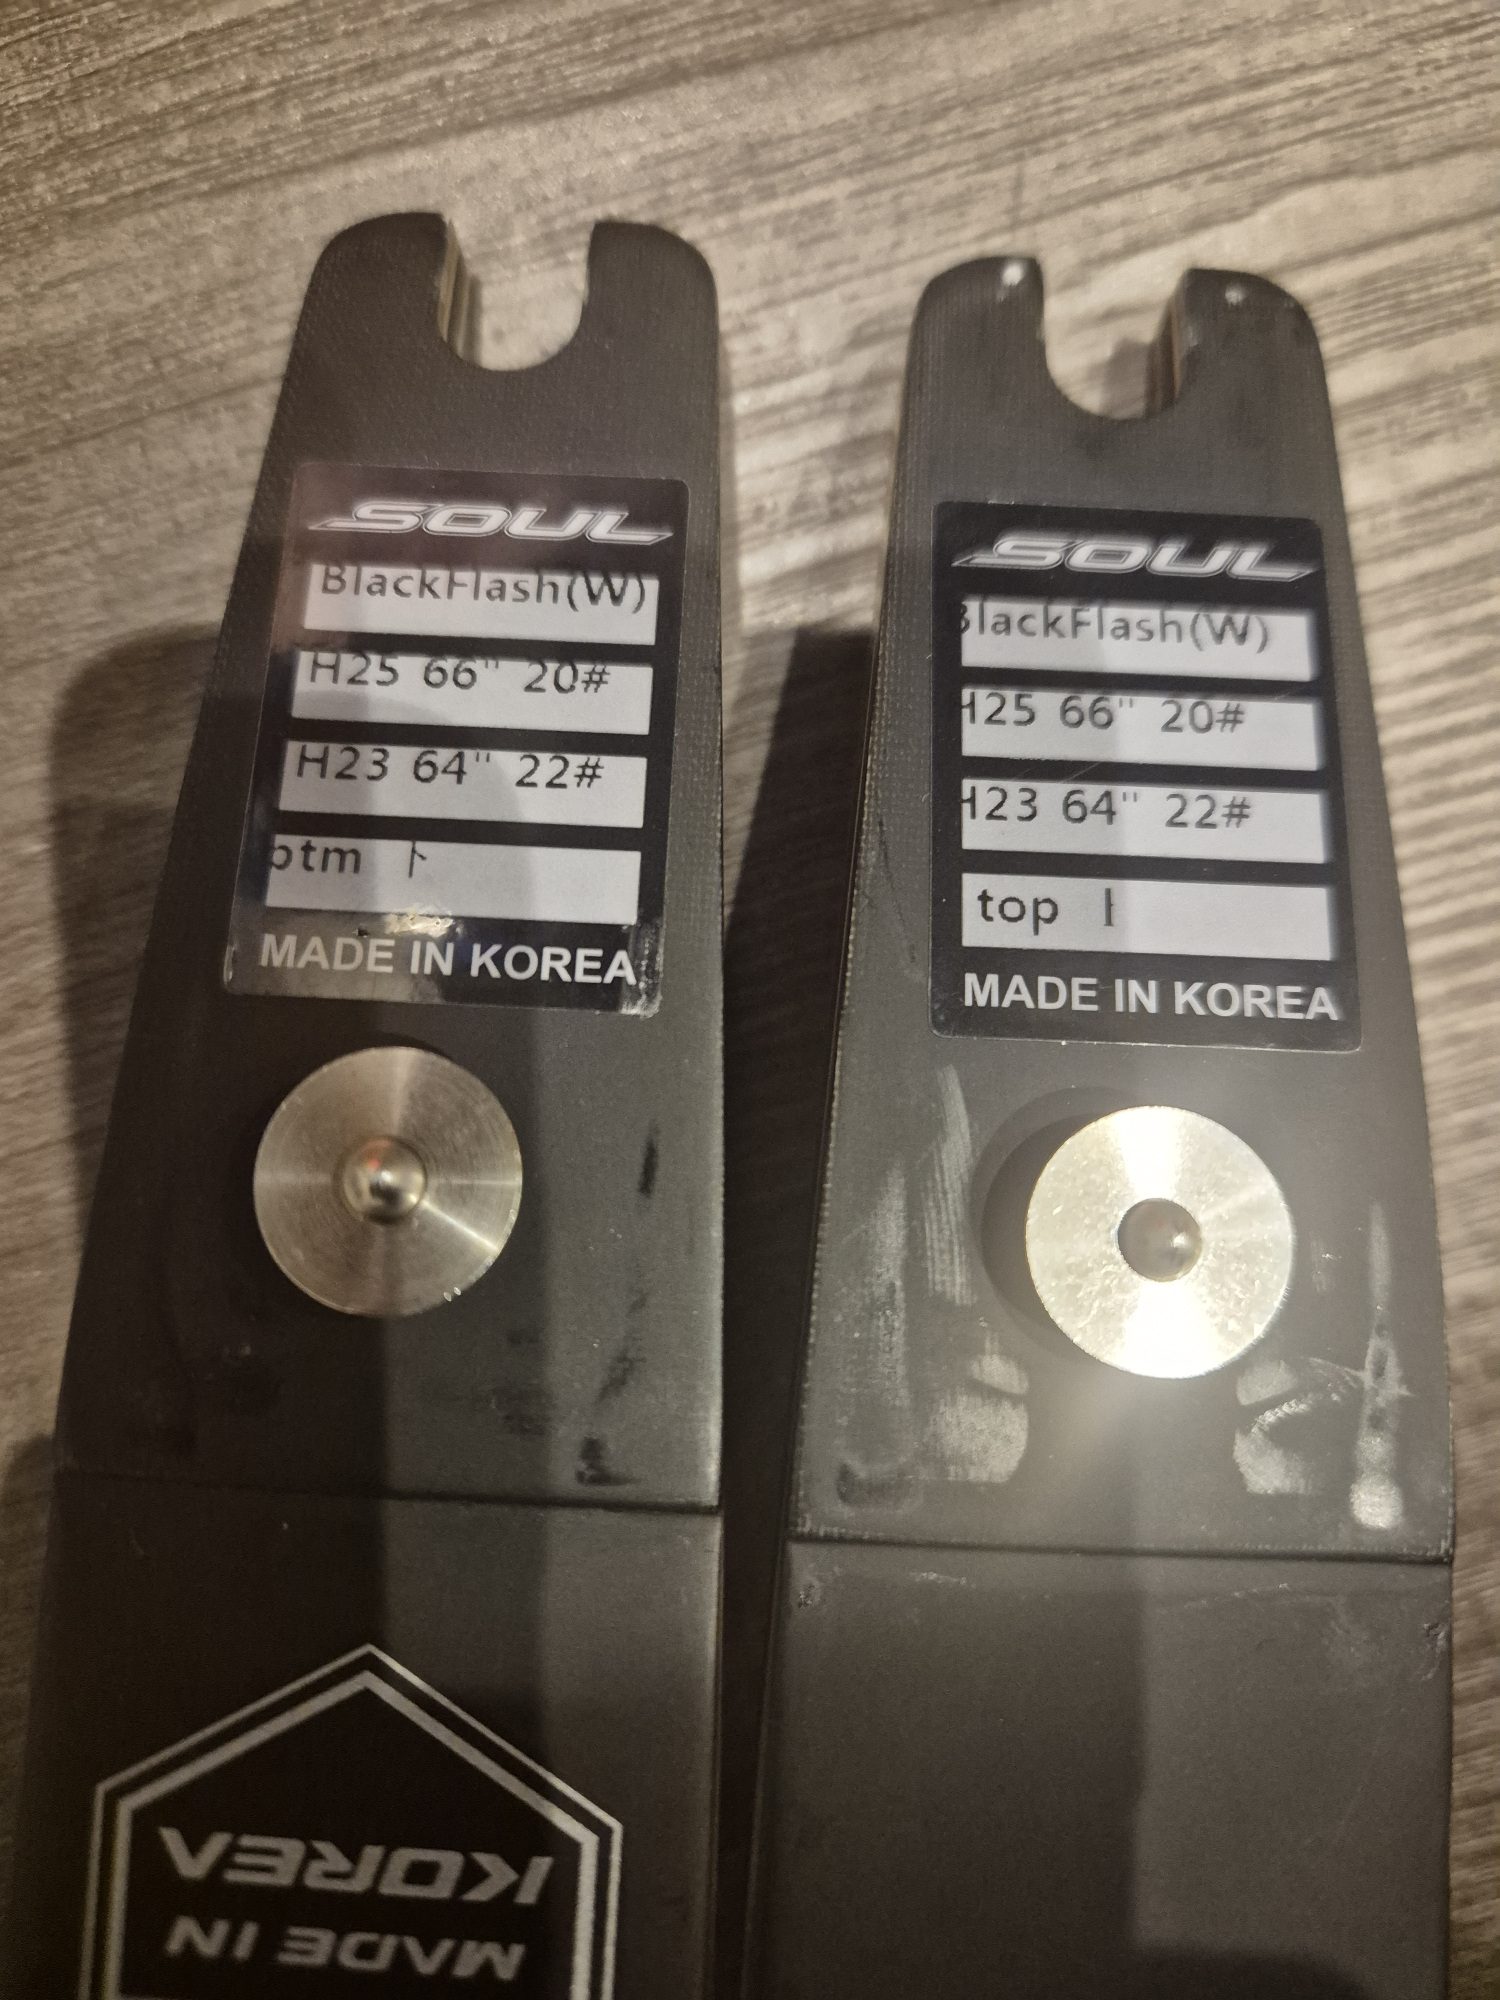 SOUL
BlackFlash(W)
H25 66" 20#
H23 64" 22#
btm ㅏ
MADE IN KOREA
SOUL
BlackFlash(W)
H25 66" 20#
H23 64" 22#
top ㅏ
MADE IN KOREA
MADE IN
KOREA